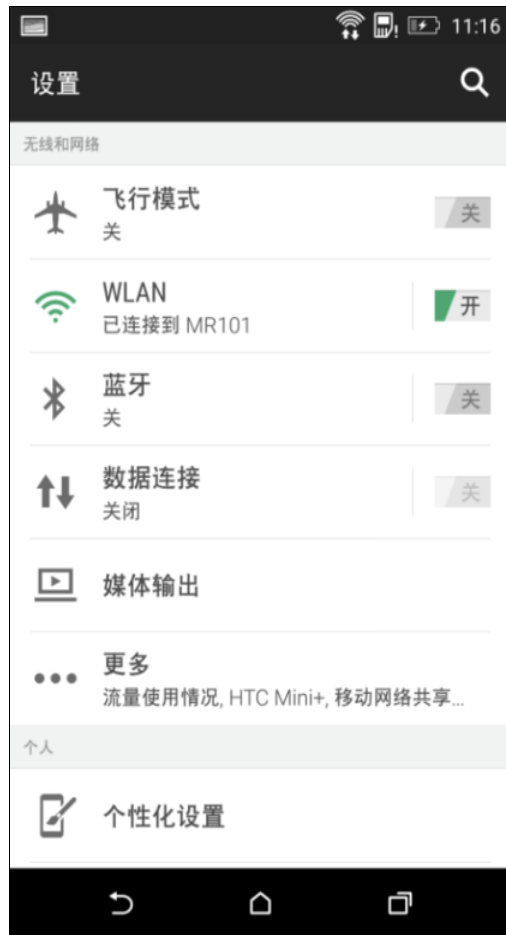 11:16
设置
无线和网络
飞行模式
关
关
WLAN
已连接到 MR101
开
蓝牙
关
关
数据连接
关闭
关
媒体输出
更多
流量使用情况, HTC Mini+, 移动网络共享...
个人
个性化设置